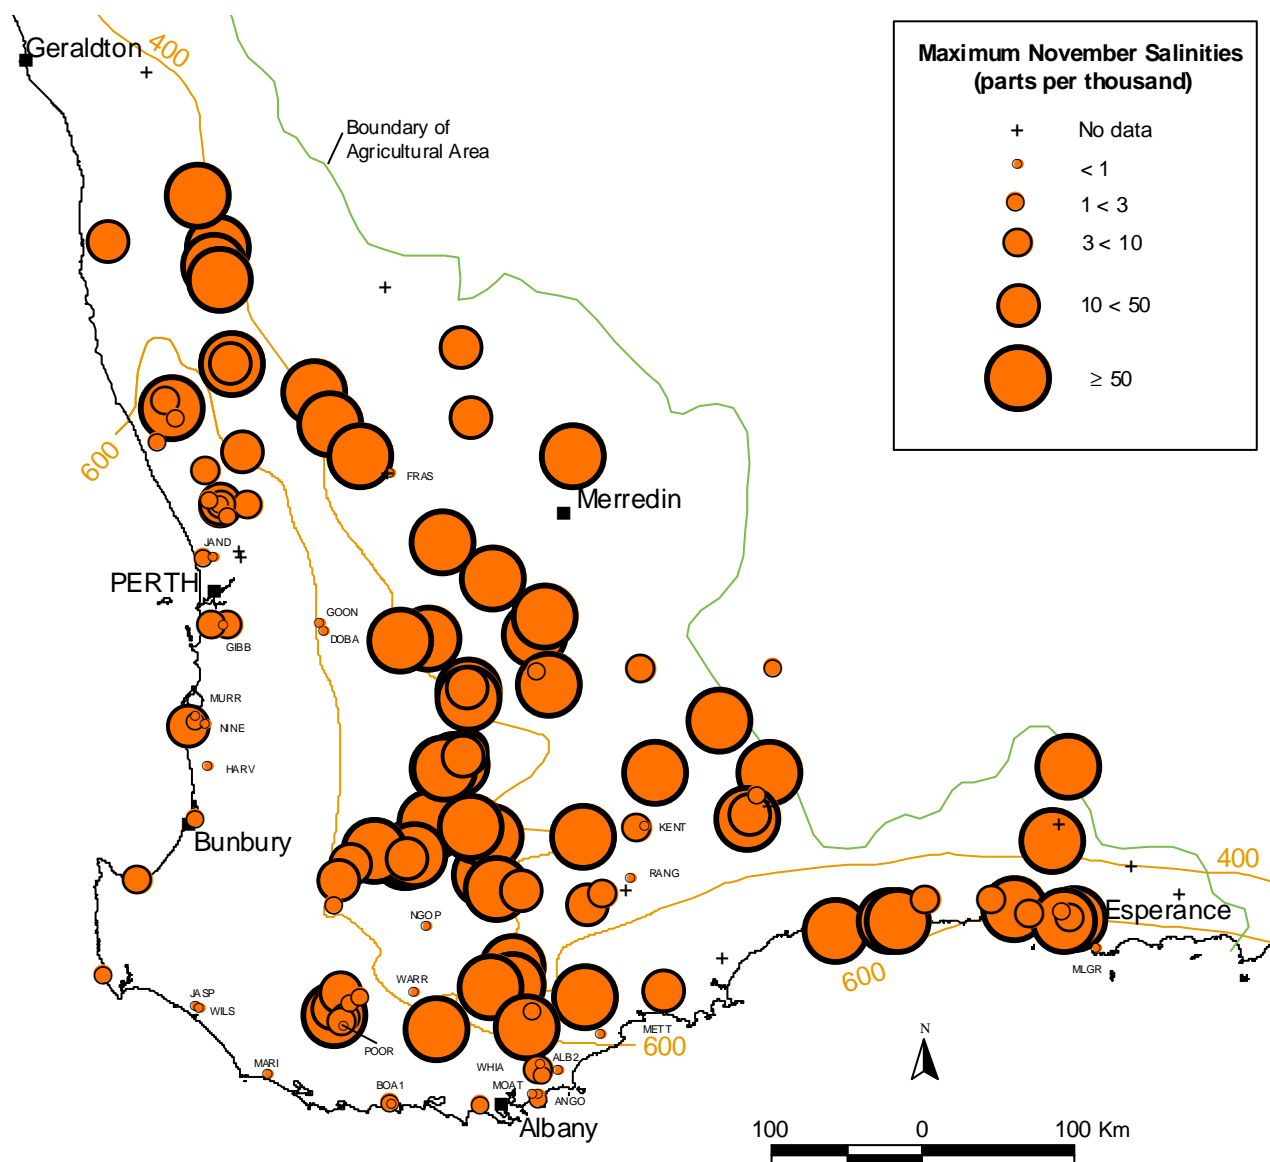 Geraldton
400
Boundary of
Agricultural Area
Maximum November Salinities
(parts per thousand)
No data
< 1
1 < 3
3 < 10
10 < 50
≥ 50
600
FRAS
Merredin
JAND
PERTH
GOON
DOBA
GIBB
MURR
NINE
HARV
KENT
Bunbury
400
RANG
Esperance
NGOP
MLGR
600
WARR
JASP
WILS
METT
N
600
POOR
MARI
WHIA
ALB2
BOA1
MOAT
ANGO
Albany
100
0
100 Km